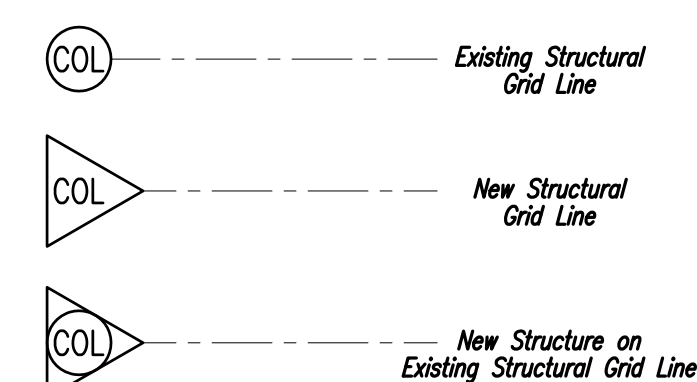 COL
Existing Structural
Grid Line
COL
New Structural
Grid Line
COL
New Structure on
Existing Structural Grid Line